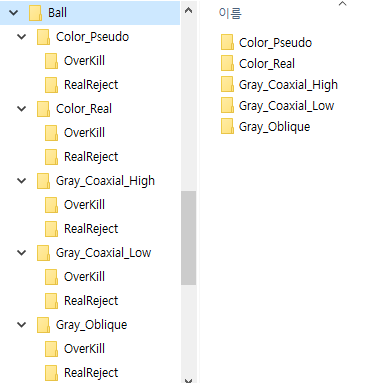 Ball
Color_Pseudo
OverKill
RealReject
Color_Real
OverKill
RealReject
Gray_Coaxial_High
OverKill
RealReject
Gray_Coaxial_Low
OverKill
RealReject
Gray_Oblique
OverKill
RealReject
이름
Color_Pseudo
Color_Real
Gray_Coaxial_High
Gray_Coaxial_Low
Gray_Oblique